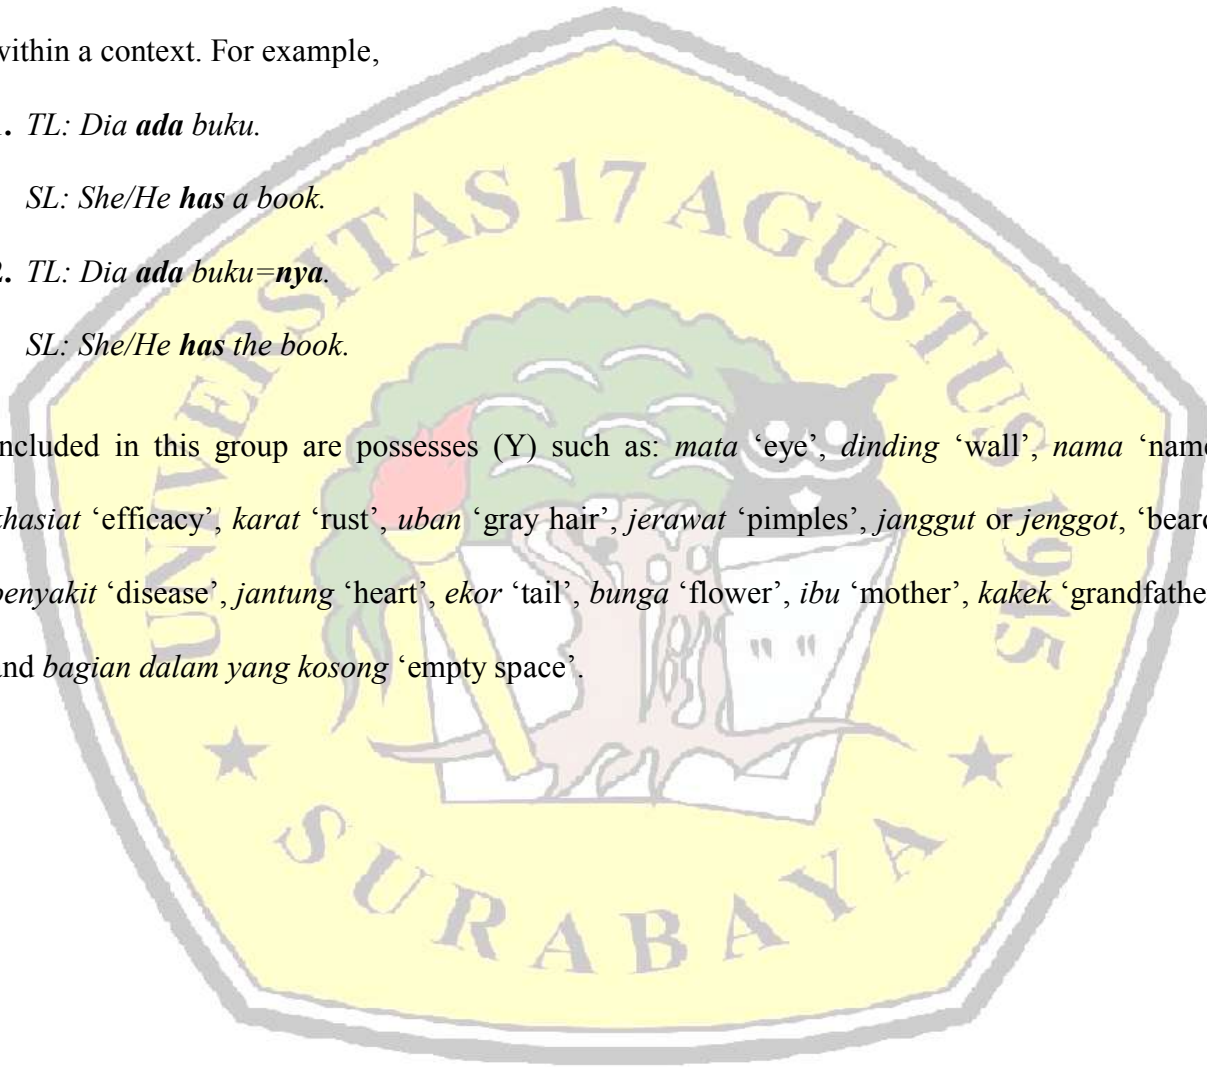 within a context. For example,
1. TL: Dia ada buku.
SL: She/He has a book.
2. TL: Dia ada buku=nya.
SL: She/He has the book.
ncluded in this group are possesses (Y) such as: mata ‘eye’, dinding ‘wall’, nama ‘name
khasiat ‘efficacy’, karat ‘rust’, uban ‘gray hair’, jerawat ‘pimples’, janggut or jenggot, ‘beard
penyakit ‘disease’, jantung ‘heart’, ekor ‘tail’, bunga ‘flower’, ibu ‘mother’, kakek ‘grandfather
and bagian dalam yang kosong ‘empty space’.
UNIVERSITAS 17 AGUSTUS 1945
SURABAYA